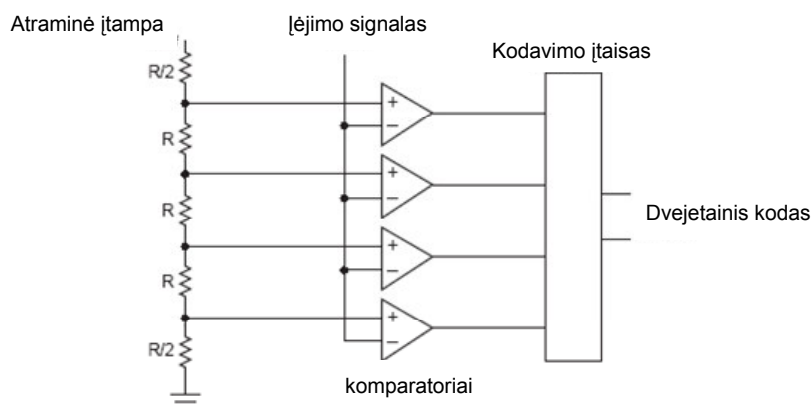 Atraminė įtampa
Įėjimo signalas
Kodavimo įtaisas
R/2
R
R
R
R/2
+
−
+
−
+
−
+
−
Dvejetainis kodas
komparatoriai